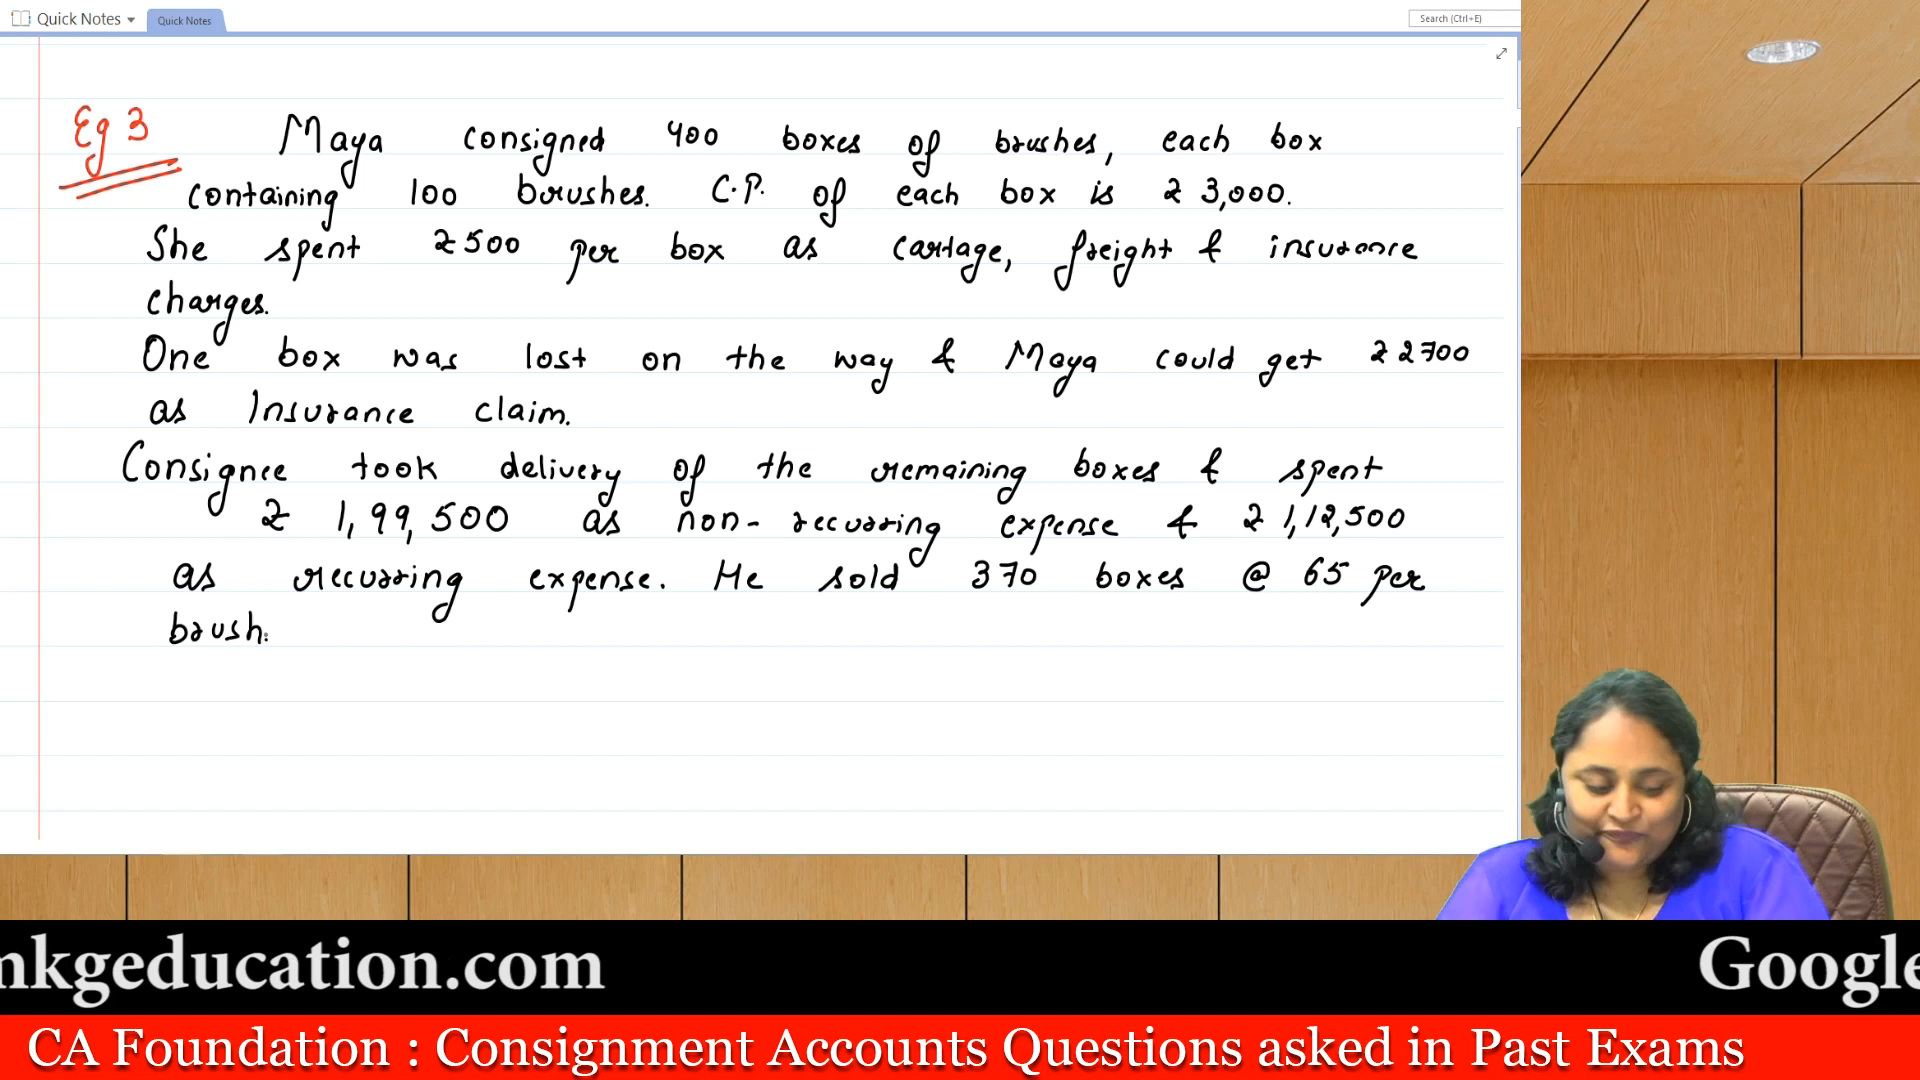 Quick Notes
Quick Notes
Search (Ctrl+E)
Eg 3
Maya consigned 400 boxes of brushes, each box
containing 100 brushes. C.P. of each box is ₹ 3,000.
She spent ₹500 per box as cartage, freight & insurance
charges.
One box was lost on the way & Maya could get ₹2700
as Insurance claim.
Consignee took delivery of the remaining boxes & spent
₹ 1,99,500 as non-recurring expense & ₹ 1,12,500
as recurring expense. He sold 370 boxes @ 65 per
brush.
mkgeducation.com
Google
CA Foundation : Consignment Accounts Questions asked in Past Exams